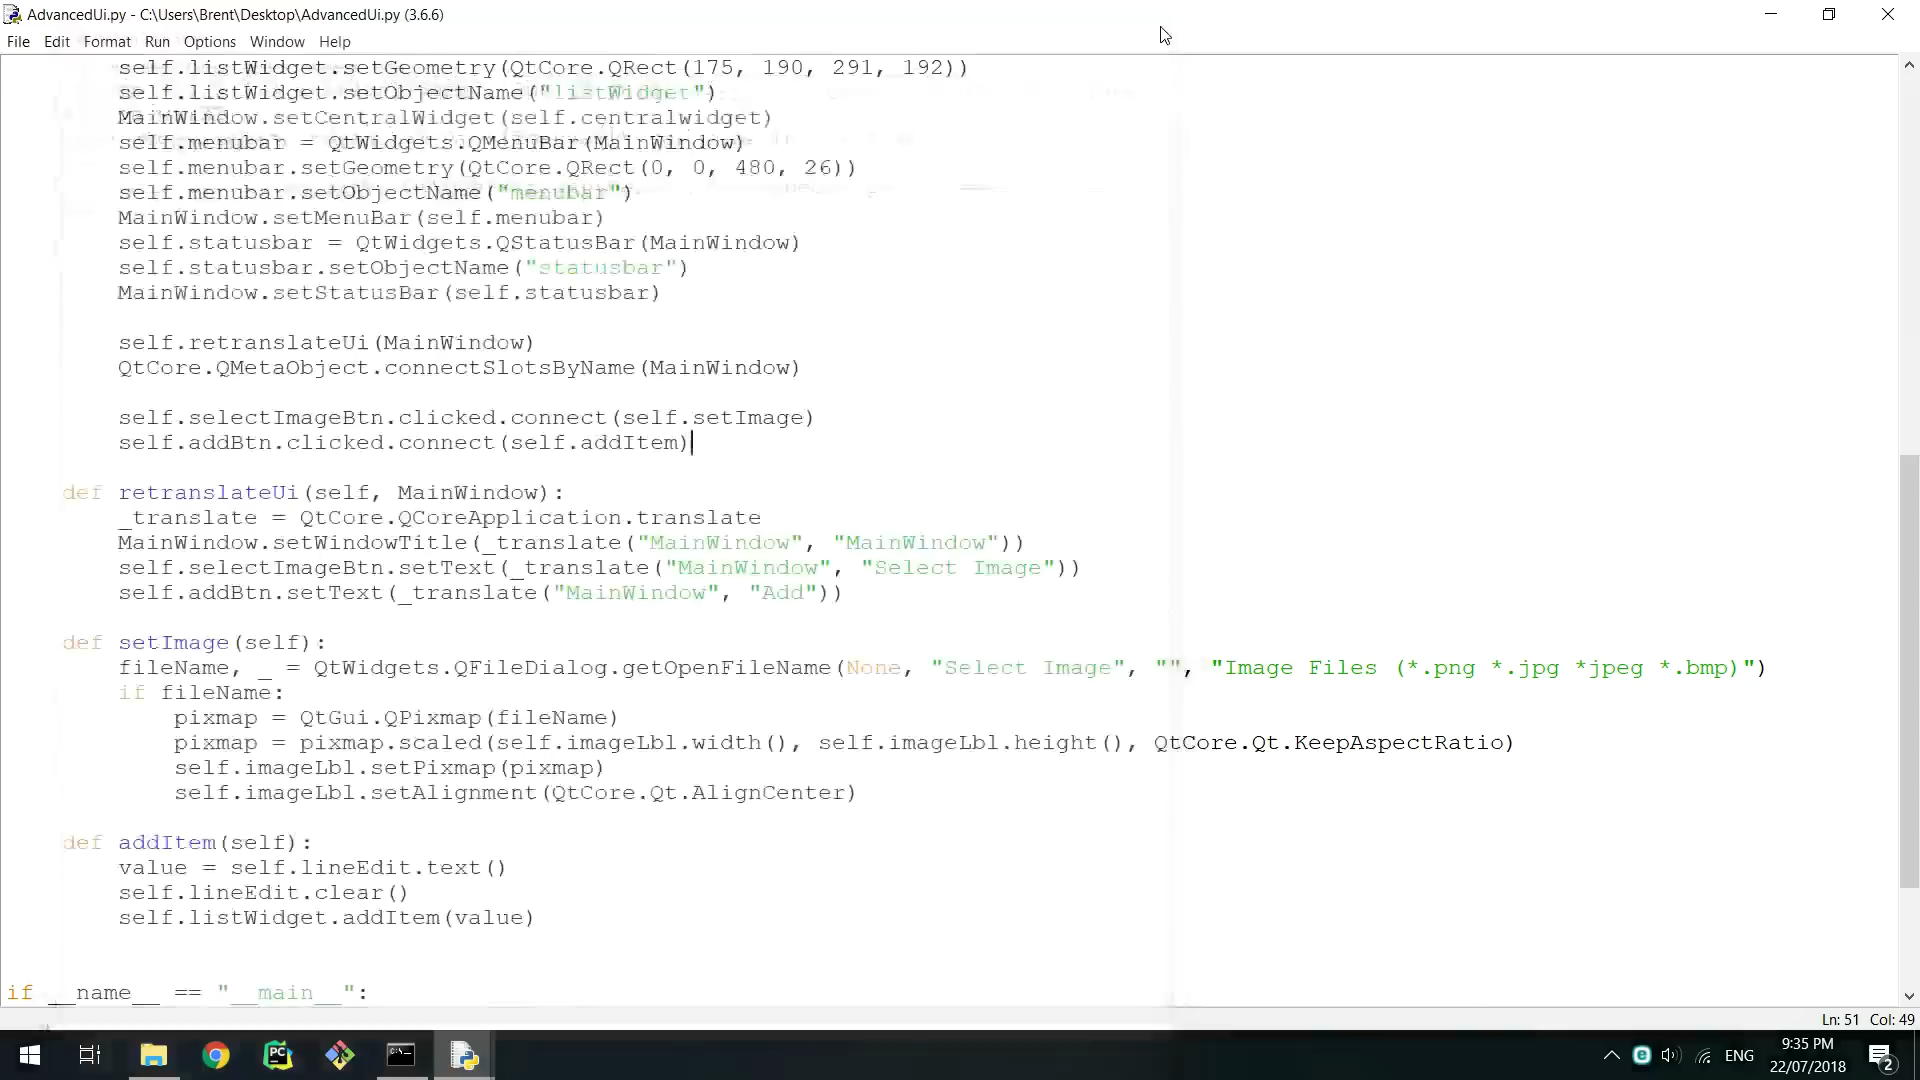 AdvancedUi.py - C:\Users\Brent\Desktop\AdvancedUi.py (3.6.6)
File Edit Format Run Options Window Help
self.listWidget.setGeometry(QtCore.QRect(175, 190, 291, 192))
self.listWidget.setObjectName("listWidget")
MainWindow.setCentralWidget(self.centralwidget)
self.menubar = QtWidgets.QMenuBar(MainWindow)
self.menubar.setGeometry(QtCore.QRect(0, 0, 480, 26))
self.menubar.setObjectName("menubar")
MainWindow.setMenuBar(self.menubar)
self.statusbar = QtWidgets.QStatusBar(MainWindow)
self.statusbar.setObjectName("statusbar")
MainWindow.setStatusBar(self.statusbar)
self.retranslateUi(MainWindow)
QtCore.QMetaObject.connectSlotsByName(MainWindow)
self.selectImageBtn.clicked.connect(self.setImage)
self.addBtn.clicked.connect(self.addItem)
def retranslateUi(self, MainWindow):
_translate = QtCore.QCoreApplication.translate
MainWindow.setWindowTitle(_translate("MainWindow", "MainWindow"))
self.selectImageBtn.setText(_translate("MainWindow", "Select Image"))
self.addBtn.setText(_translate("MainWindow", "Add"))
def setImage(self):
fileName, _ = QtWidgets.QFileDialog.getOpenFileName(None, "Select Image", "", "Image Files (*.png *.jpg *jpeg *.bmp)")
if fileName:
pixmap = QtGui.QPixmap(fileName)
pixmap = pixmap.scaled(self.imageLbl.width(), self.imageLbl.height(), QtCore.Qt.KeepAspectRatio)
self.imageLbl.setPixmap(pixmap)
self.imageLbl.setAlignment(QtCore.Qt.AlignCenter)
def addItem(self):
value = self.lineEdit.text()
self.lineEdit.clear()
self.listWidget.addItem(value)
if __name__ == "__main__":
Ln: 51 Col: 49
PC
ENG
9:35 PM
22/07/2018
2